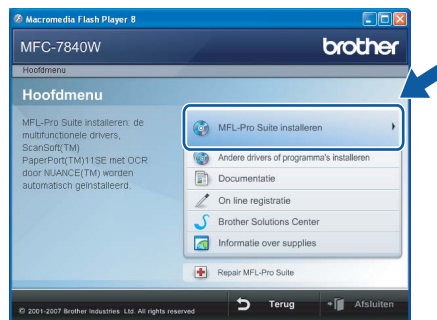 Macromedia Flash Player 8
MFC-7840W
brother
Hoofdmenu
Hoofdmenu
MFL-Pro Suite installeren: de
multifunctionele drivers,
ScanSoft(TM)
PaperPort(TM)11SE met OCR
door NUANCE(TM) worden
automatisch geïnstalleerd.
MFL-Pro Suite installeren
Andere drivers of programma's installeren
Documentatie
On line registratie
Brother Solutions Center
Informatie over supplies
Repair MFL-Pro Suite
© 2001-2007 Brother Industries Ltd. All rights reserved
Terug
Afsluiten